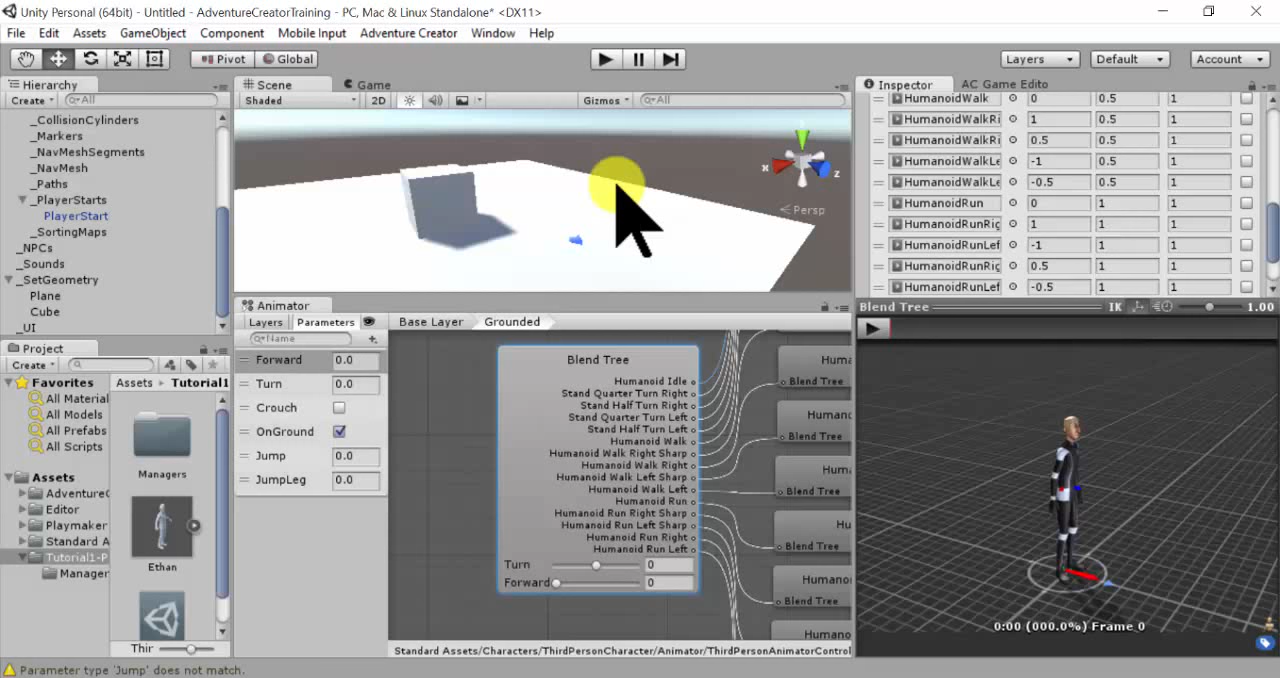 Unity Personal (64bit) - Untitled - AdventureCreatorTraining - PC, Mac & Linux Standalone* <DX11>
File Edit Assets GameObject Component Mobile Input Adventure Creator Window Help
Pivot Global Layers Default Account
Hierarchy
Create All
_CollisionCylinders
_Markers
_NavMeshSegments
_NavMesh
_Paths
_PlayerStarts
PlayerStart
_SortingMaps
_NPCs
_Sounds
_SetGeometry
Plane
Cube
_UI
Scene Game
Shaded 2D Gizmos All
x z
Persp
Inspector AC Game Editor
HumanoidWalk 0 0.5 1
HumanoidWalkRi 1 0.5 1
HumanoidWalkRi 0.5 0.5 1
HumanoidWalkLe -1 0.5 1
HumanoidWalkLe -0.5 0.5 1
HumanoidRun 0 1 1
HumanoidRunRig 1 1 1
HumanoidRunLef -1 1 1
HumanoidRunRig 0.5 1 1
HumanoidRunLef -0.5 1 1
Blend Tree IK 1.00
0:00 (000.0%) Frame 0
Animator
Layers Parameters
Name
Forward 0.0
Turn 0.0
Crouch
OnGround
Jump 0.0
JumpLeg 0.0
Base Layer Grounded
Blend Tree
Humanoid Idle
Stand Quarter Turn Right
Stand Half Turn Right
Stand Quarter Turn Left
Stand Half Turn Left
Humanoid Walk
Humanoid Walk Right Sharp
Humanoid Walk Right
Humanoid Walk Left Sharp
Humanoid Walk Left
Humanoid Run
Humanoid Run Right Sharp
Humanoid Run Left Sharp
Humanoid Run Right
Humanoid Run Left
Turn 0
Forward 0
Huma
Blend Tree
Humano
Blend Tree
Huma
Blend Tree
Hu
Blend Tree
Humanoi
Blend Tree
Huma
Standard Assets/Characters/ThirdPersonCharacter/Animator/ThirdPersonAnimatorControl
Project
Create
Favorites
All Material
All Models
All Prefabs
All Scripts
Assets
AdventureC
Editor
Playmaker
Standard A
Tutorial1-P
Manager
Assets Tutorial1
Managers
Ethan
Thir
Parameter type 'Jump' does not match.